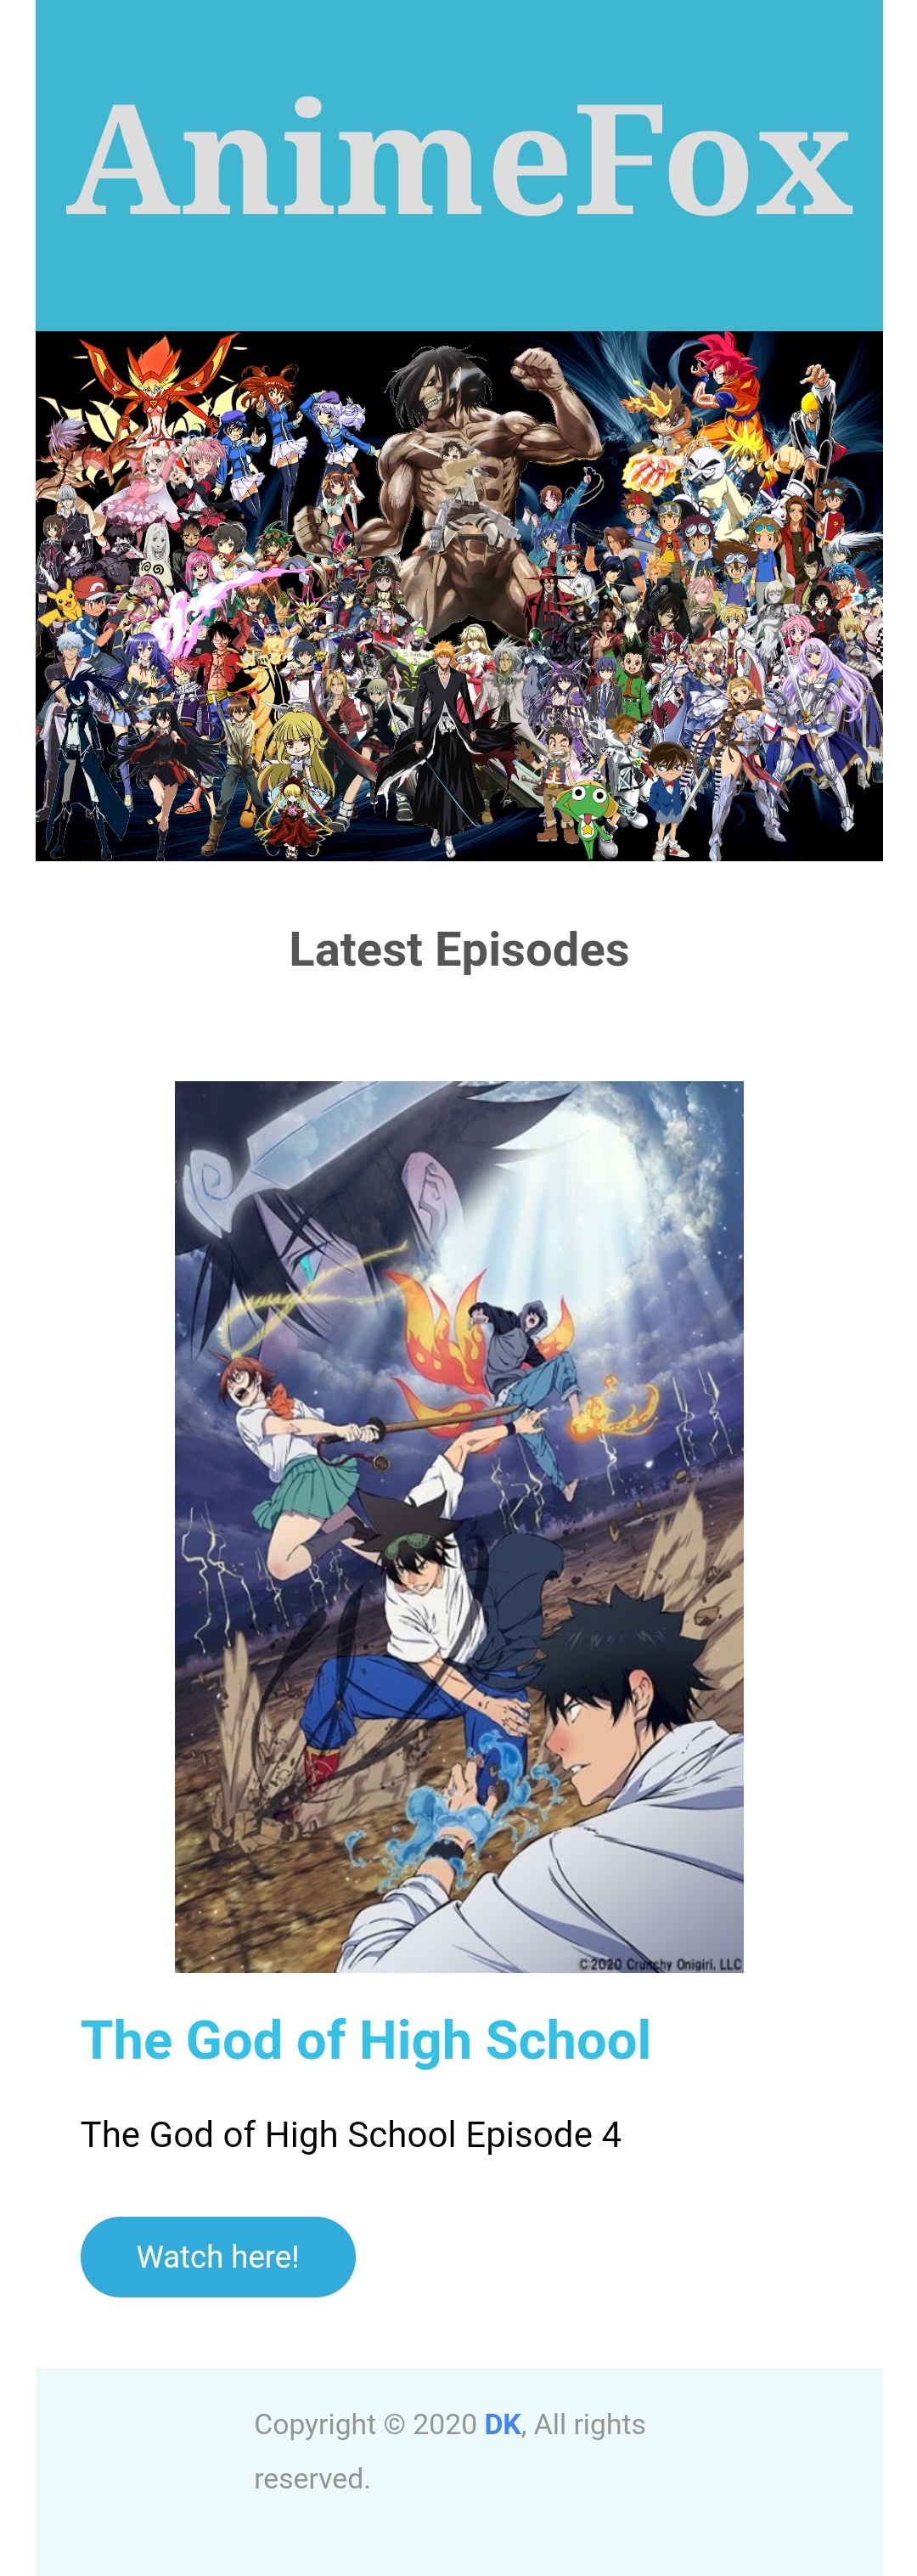 AnimeFox
Latest Episodes
©2020 Crunchy Onigiri, LLC
The God of High School
The God of High School Episode 4
Watch here!
Copyright © 2020 DK, All rights
reserved.